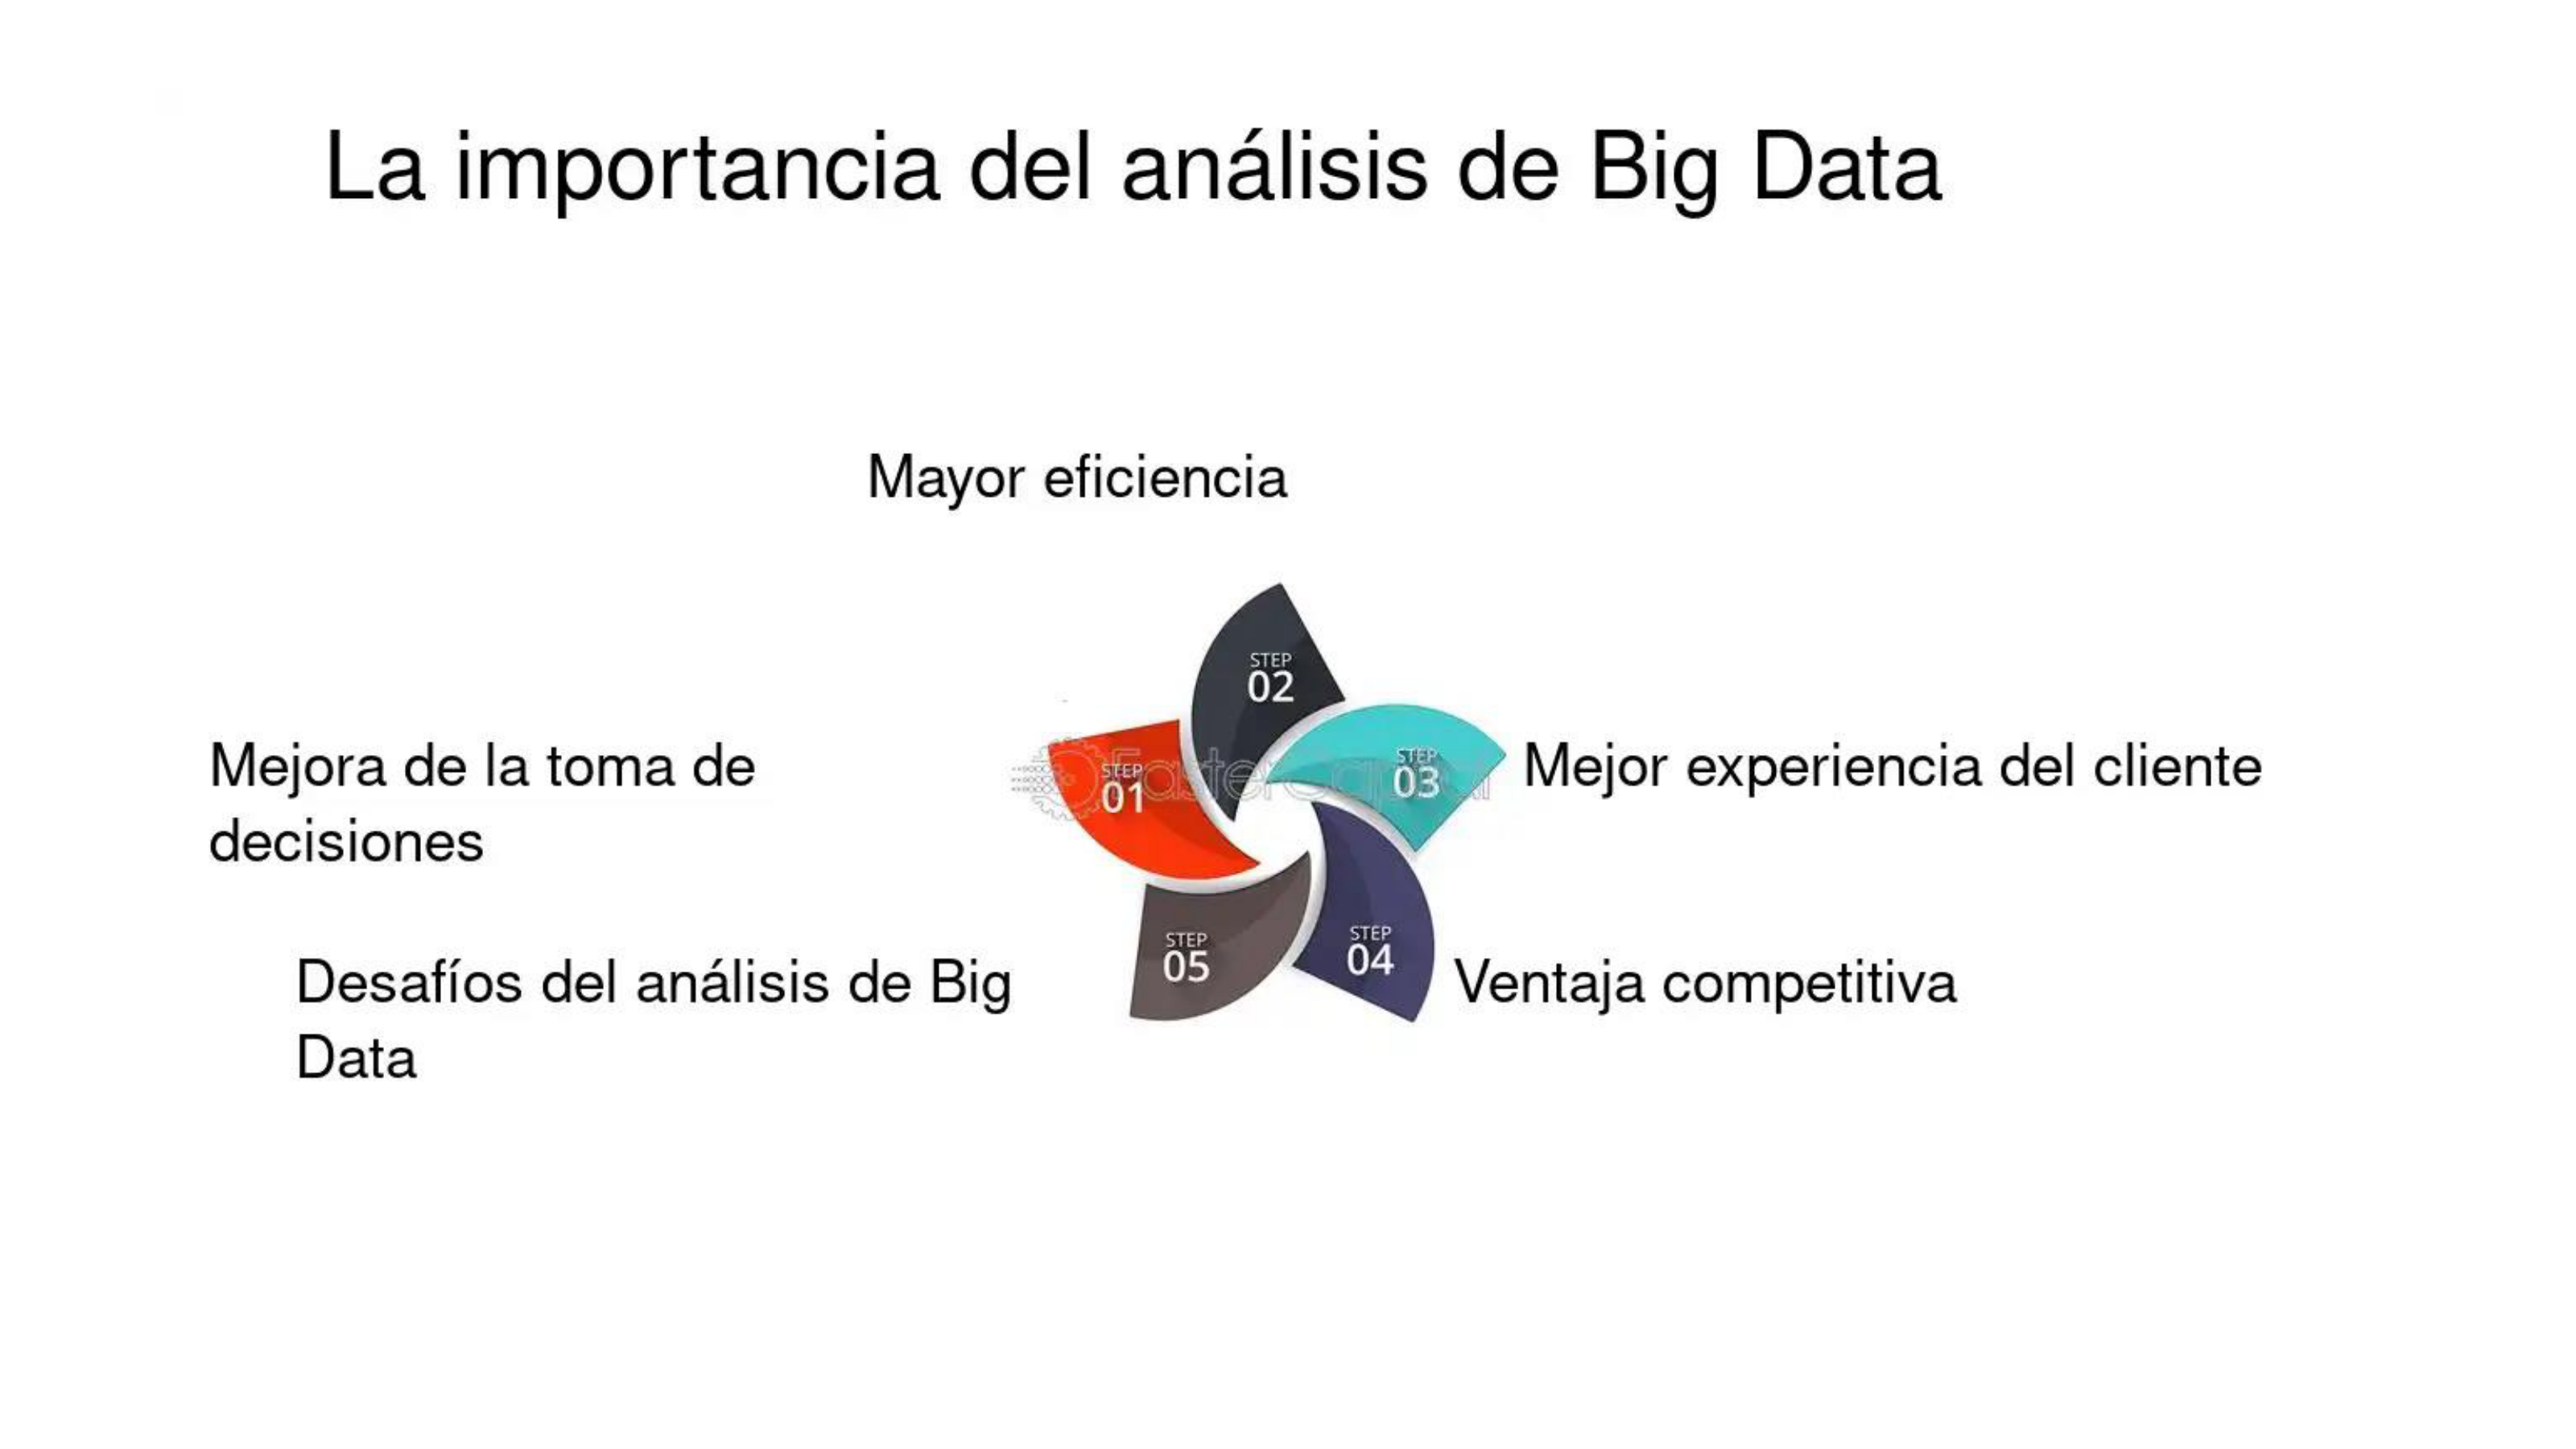 La importancia del análisis de Big Data
Mayor eficiencia
STEP
02
Mejora de la toma de
decisiones
STEP
01
FasterCapital
STEP
03
Mejor experiencia del cliente
Desafíos del análisis de Big
Data
STEP
05
STEP
04
Ventaja competitiva